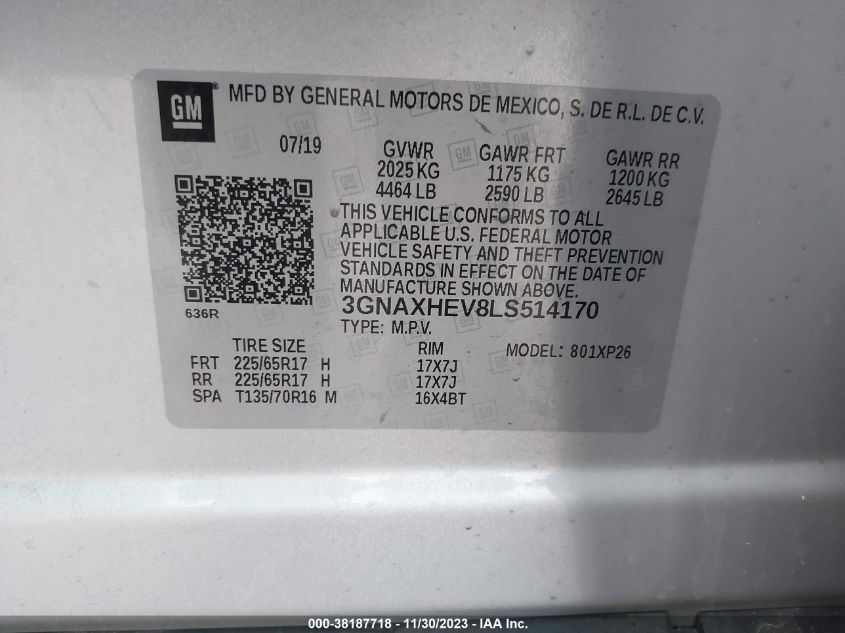 GM ® MFD BY GENERAL MOTORS DE MEXICO, S. DE R.L. DE C.V.
07/19 GVWR GAWR FRT GAWR RR
2025 KG 1175 KG 1200 KG
4464 LB 2590 LB 2645 LB
THIS VEHICLE CONFORMS TO ALL
APPLICABLE U.S. FEDERAL MOTOR
VEHICLE SAFETY AND THEFT PREVENTION
STANDARDS IN EFFECT ON THE DATE OF
MANUFACTURE SHOWN ABOVE.
636R
3GNAXHEV8LS514170
TYPE: M.P.V.
TIRE SIZE RIM MODEL: 801XP26
FRT 225/65R17 H 17X7J
RR 225/65R17 H 17X7J
SPA T135/70R16 M 16X4BT
000-38187718 - 11/30/2023 - IAA Inc.